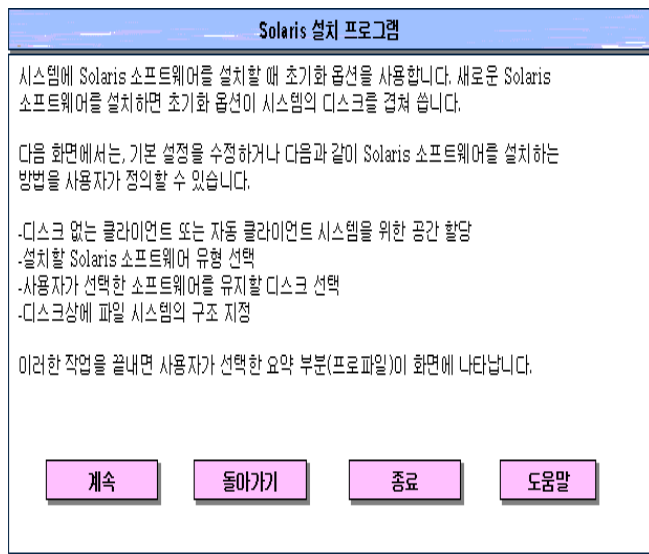 Solaris 설치 프로그램
시스템에 Solaris 소프트웨어를 설치할 때 초기화 옵션을 사용합니다. 새로운 Solaris
소프트웨어를 설치하면 초기화 옵션이 시스템의 디스크를 겹쳐 씁니다.
다음 화면에서는, 기본 설정을 수정하거나 다음과 같이 Solaris 소프트웨어를 설치하는
방법을 사용자가 정의할 수 있습니다.
-디스크 없는 클라이언트 또는 자동 클라이언트 시스템을 위한 공간 할당
-설치할 Solaris 소프트웨어 유형 선택
-사용자가 선택한 소프트웨어를 유지할 디스크 선택
-디스크상에 파일 시스템의 구조 지정
이러한 작업을 끝내면 사용자가 선택한 요약 부분(프로파일)이 화면에 나타납니다.
계속 돌아가기 종료 도움말